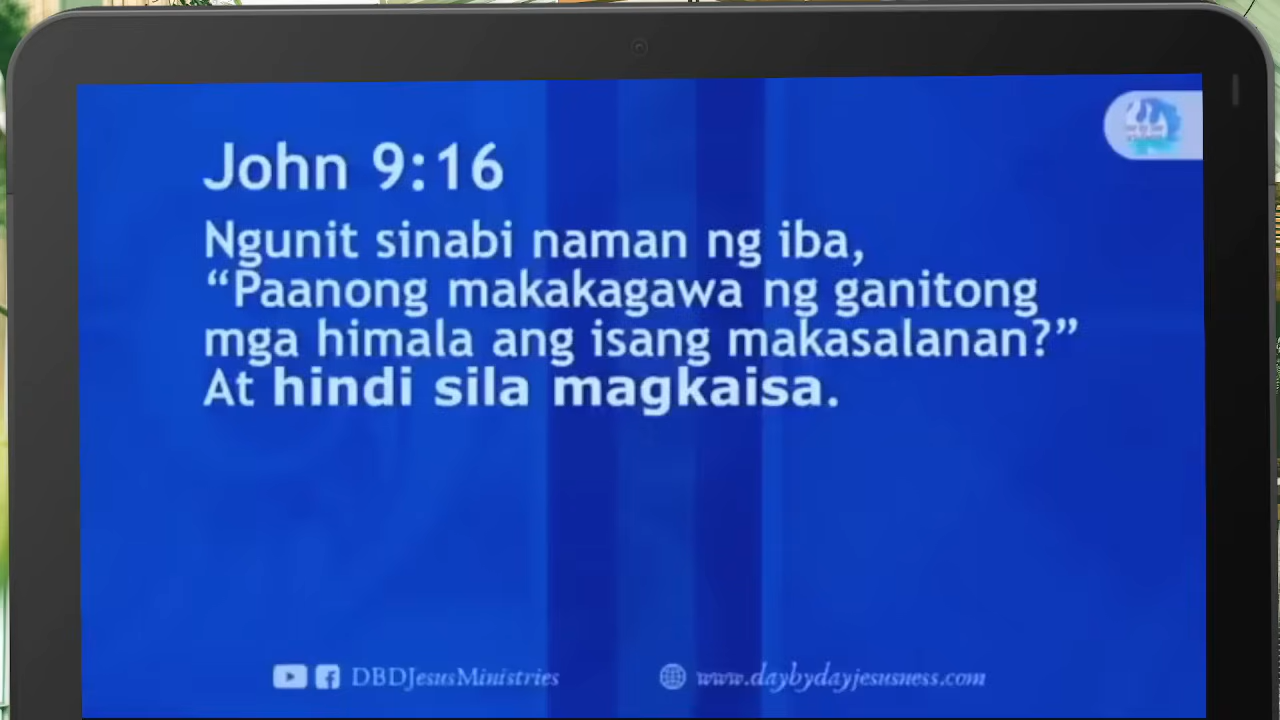 John 9:16
Ngunit sinabi naman ng iba,
“Paanong makakagawa ng ganitong
mga himala ang isang makasalanan?”
At hindi sila magkaisa.
DBDJesusMinistries
www.daybydayjesusness.com